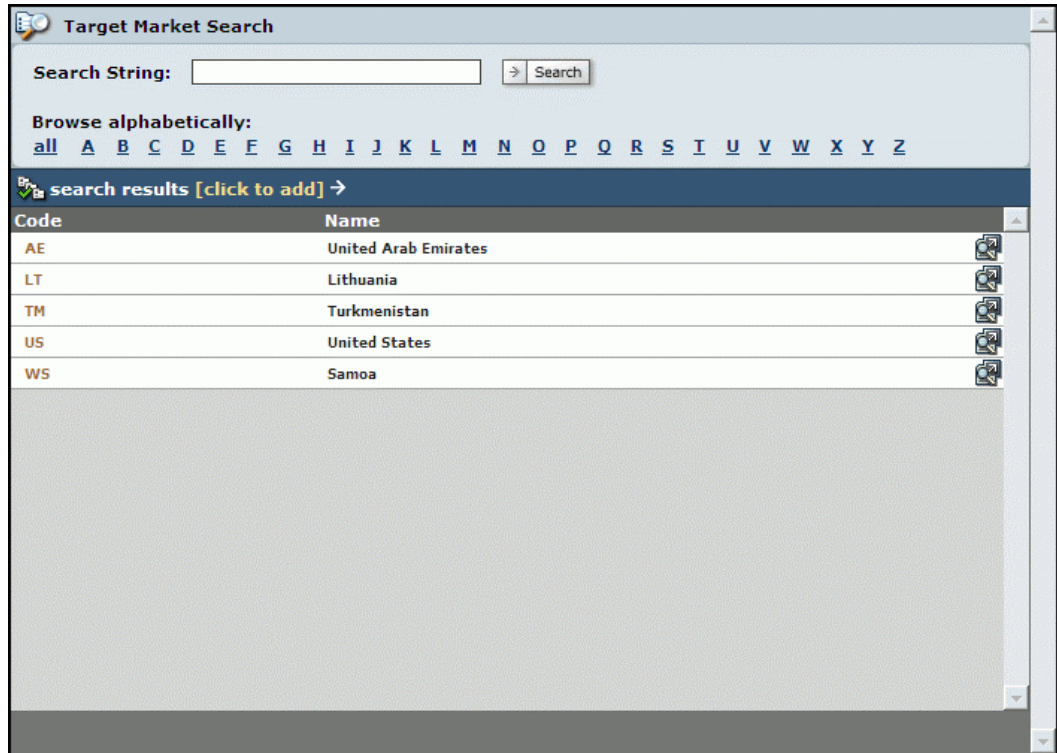 Target Market Search
Search String: Search
Browse alphabetically:
all A B C D E F G H I J K L M N O P Q R S T U V W X Y Z
search results [click to add] →
Code Name
AE United Arab Emirates
LT Lithuania
TM Turkmenistan
US United States
WS Samoa